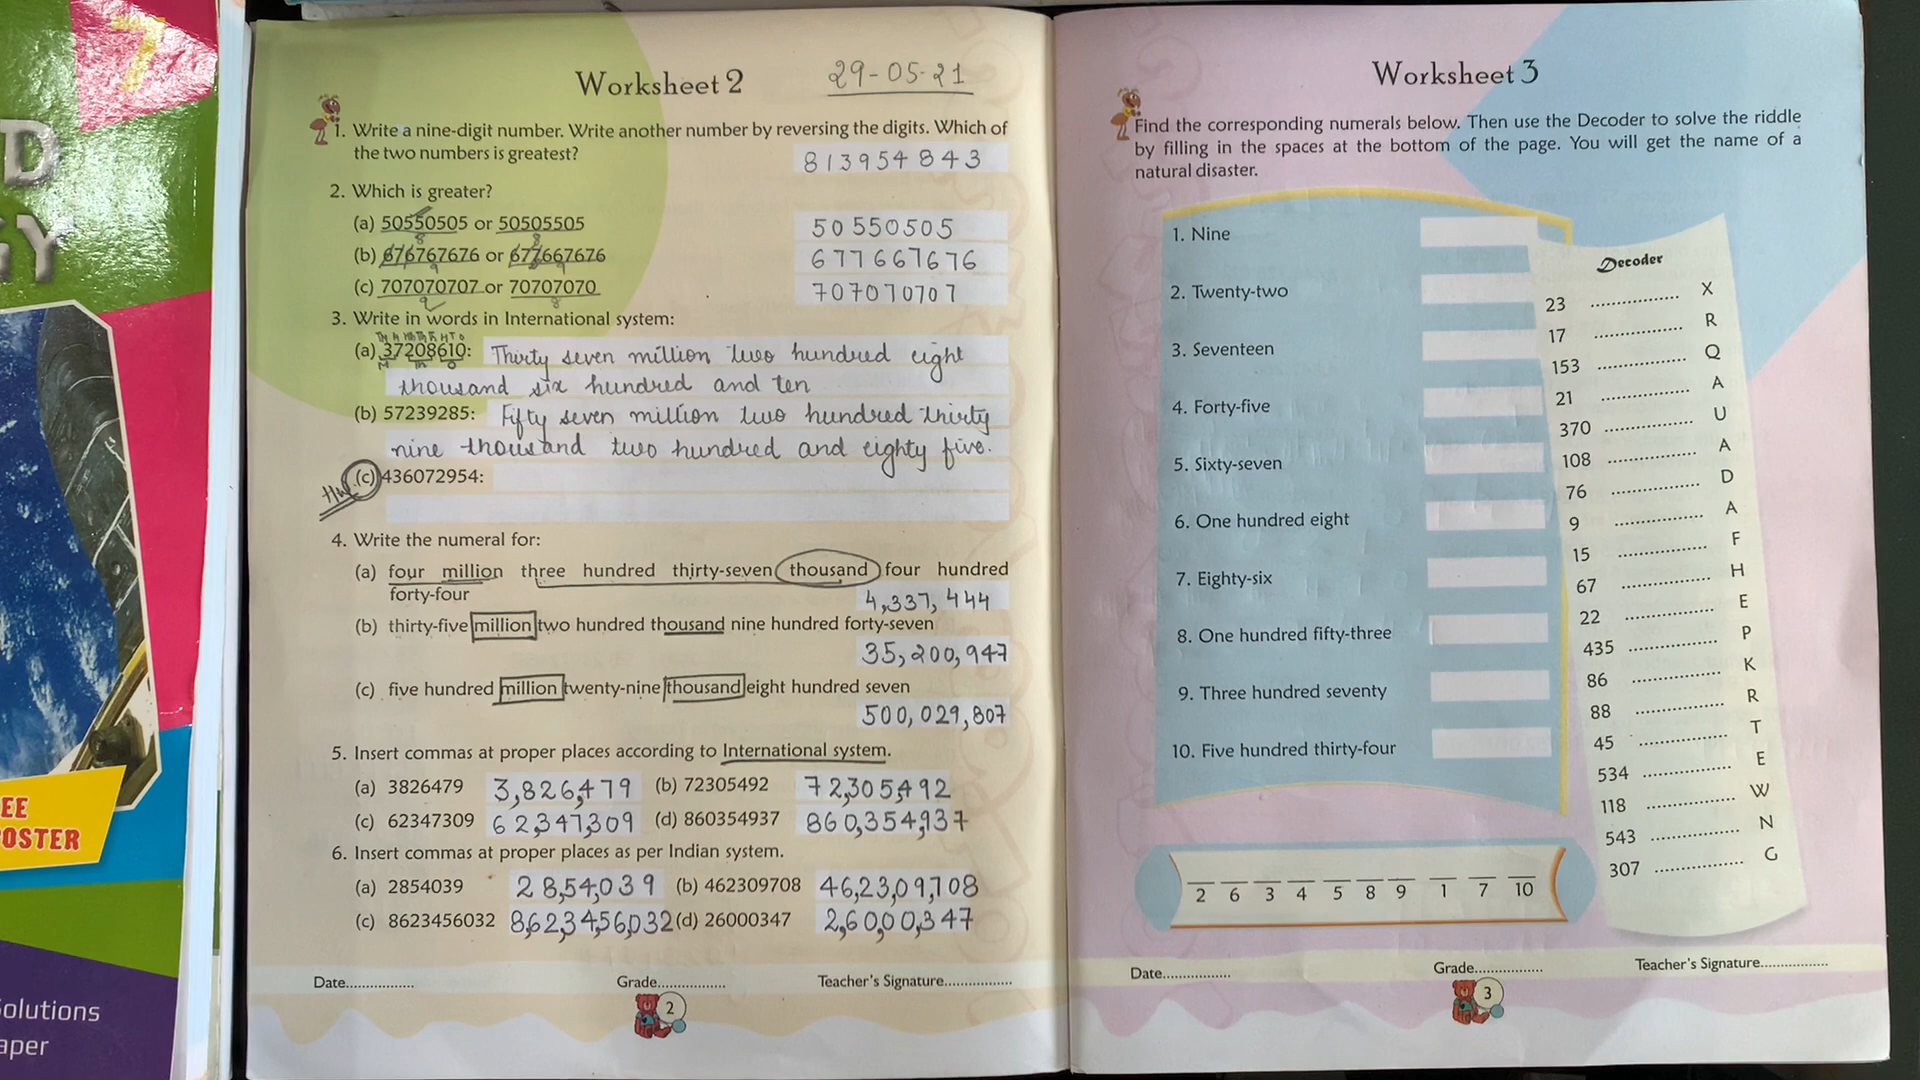 7
D
GY
EE
OSTER
Solutions
aper
Worksheet 2
29-05-21
1. Write a nine-digit number. Write another number by reversing the digits. Which of
the two numbers is greatest?
813954843
2. Which is greater?
(a) 50550505 or 50505505
50550505
(b) 676767676 or 677667676
677667676
(c) 707070707 or 70707070
707070707
3. Write in words in International system:
(a) 37208610: Thirty seven million two hundred eight
thousand six hundred and ten
(b) 57239285: Fifty seven million two hundred thirty
nine thousand two hundred and eighty five.
HW (c) 436072954:
4. Write the numeral for:
(a) four million three hundred thirty-seven thousand four hundred
forty-four
4,337,444
(b) thirty-five million two hundred thousand nine hundred forty-seven
35,200,947
(c) five hundred million twenty-nine thousand eight hundred seven
500,029,807
5. Insert commas at proper places according to International system.
(a) 3826479 3,826,479 (b) 72305492 72,305,492
(c) 62347309 62,347,309 (d) 860354937 860,354,937
6. Insert commas at proper places as per Indian system.
(a) 2854039 28,54,039 (b) 462309708 46,23,09,708
(c) 8623456032 8,62,34,56,032 (d) 26000347 2,60,00,347
Date................ Grade................ Teacher's Signature................
2
Worksheet 3
Find the corresponding numerals below. Then use the Decoder to solve the riddle
by filling in the spaces at the bottom of the page. You will get the name of a
natural disaster.
1. Nine
2. Twenty-two
3. Seventeen
4. Forty-five
5. Sixty-seven
6. One hundred eight
7. Eighty-six
8. One hundred fifty-three
9. Three hundred seventy
10. Five hundred thirty-four
Decoder
23 ................ X
17 ................ R
153 ................ Q
21 ................ A
370 ................ U
108 ................ A
76 ................ D
9 ................ A
15 ................ F
67 ................ H
22 ................ E
435 ................ P
86 ................ K
88 ................ R
45 ................ T
534 ................ E
118 ................ W
543 ................ N
307 ................ G
2 6 3 4 5 8 9 1 7 10
Date................ Grade................ Teacher's Signature................
3